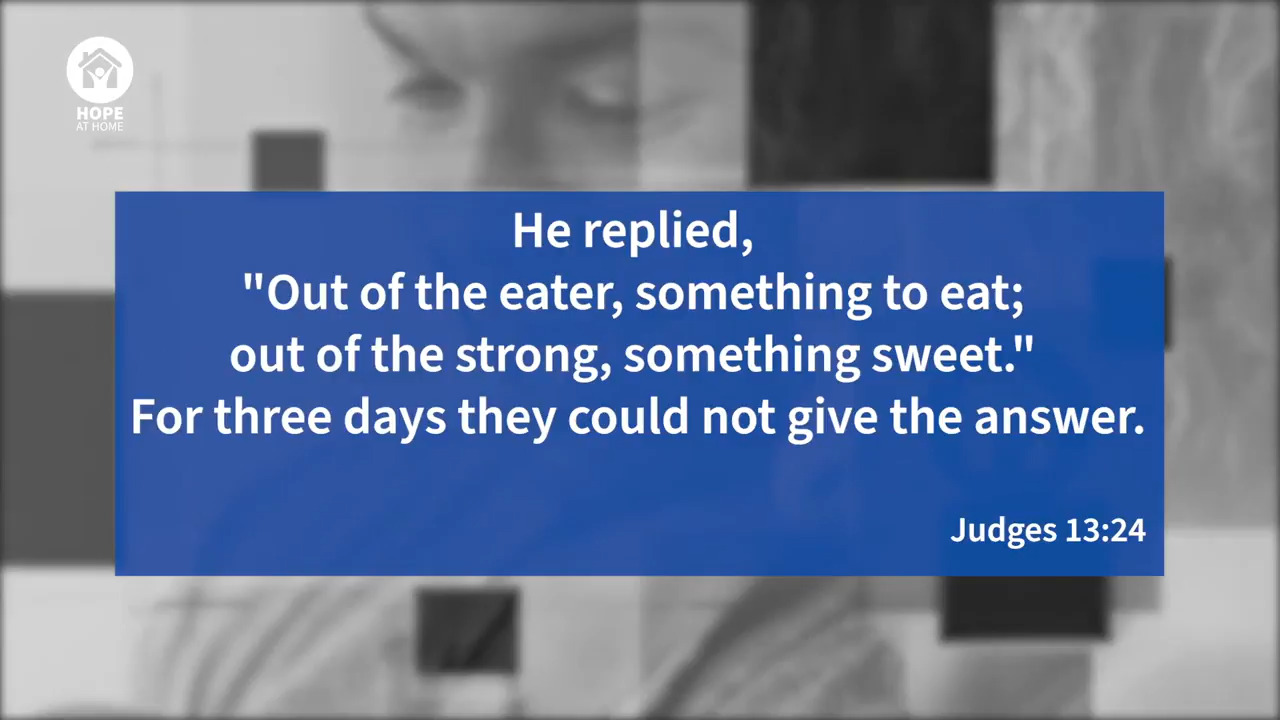 HOPE
AT HOME
He replied,
"Out of the eater, something to eat;
out of the strong, something sweet."
For three days they could not give the answer.
Judges 13:24